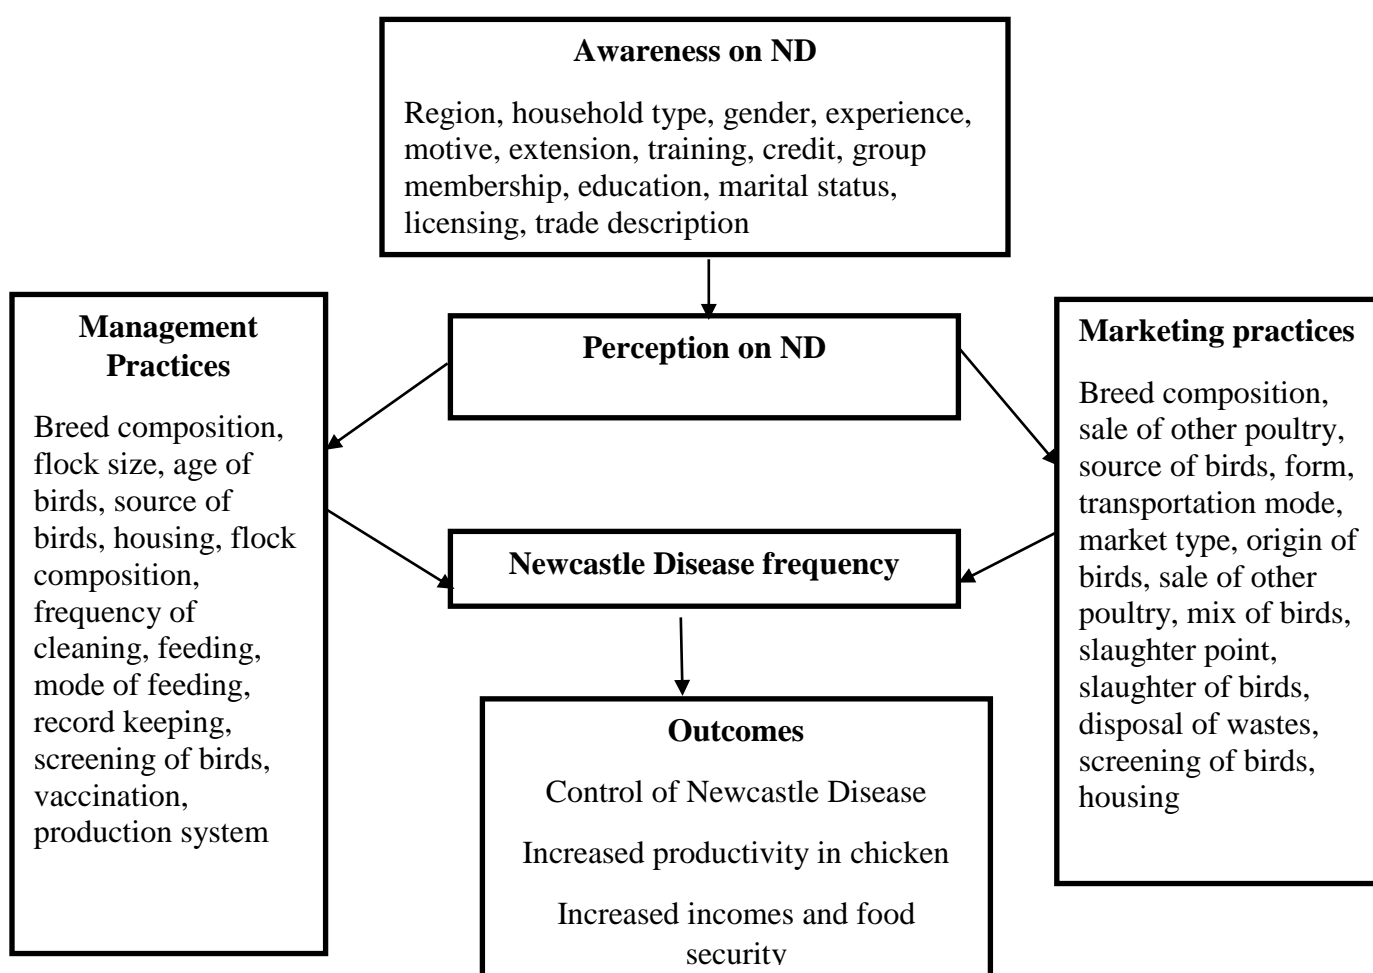 Awareness on ND
Region, household type, gender, experience,
motive, extension, training, credit, group
membership, education, marital status,
licensing, trade description
Management
Practices
Breed composition,
flock size, age of
birds, source of
birds, housing, flock
composition,
frequency of
cleaning, feeding,
mode of feeding,
record keeping,
screening of birds,
vaccination,
production system
Perception on ND
Marketing practices
Breed composition,
sale of other poultry,
source of birds, form,
transportation mode,
market type, origin of
birds, sale of other
poultry, mix of birds,
slaughter point,
slaughter of birds,
disposal of wastes,
screening of birds,
housing
Newcastle Disease frequency
Outcomes
Control of Newcastle Disease
Increased productivity in chicken
Increased incomes and food
security